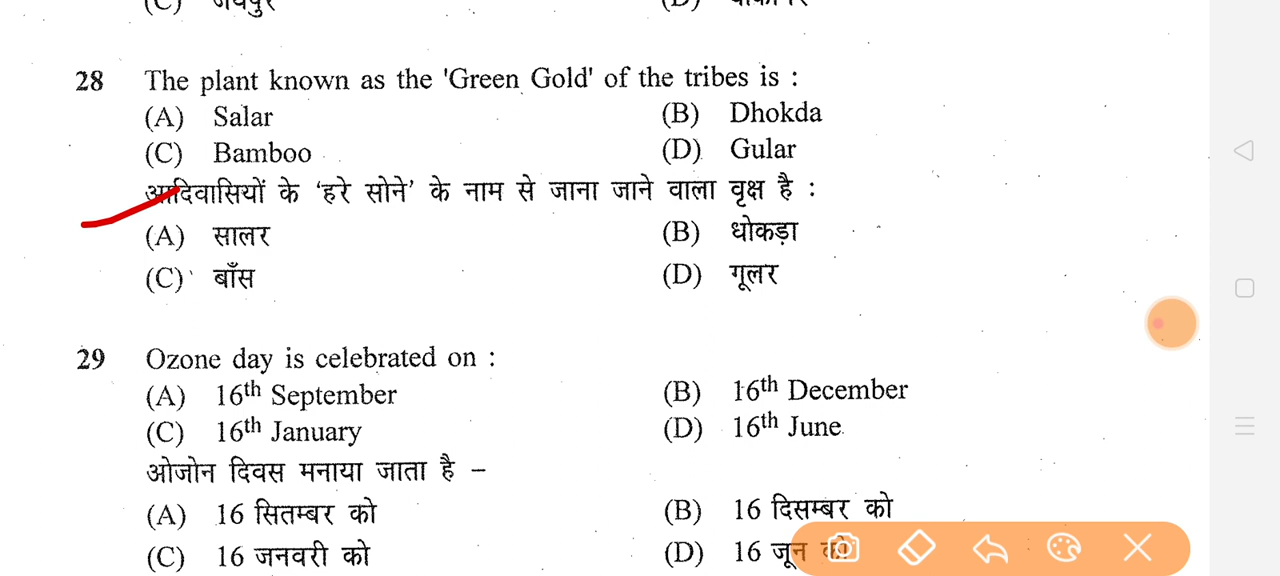 28 The plant known as the 'Green Gold' of the tribes is :
(A) Salar (B) Dhokda
(C) Bamboo (D) Gular
आदिवासियों के ‘हरे सोने’ के नाम से जाना जाने वाला वृक्ष है :
(A) सालर (B) धोकड़ा
(C) बाँस (D) गूलर
29 Ozone day is celebrated on :
(A) 16th September (B) 16th December
(C) 16th January (D) 16th June
ओजोन दिवस मनाया जाता है –
(A) 16 सितम्बर को (B) 16 दिसम्बर को
(C) 16 जनवरी को (D) 16 जून को